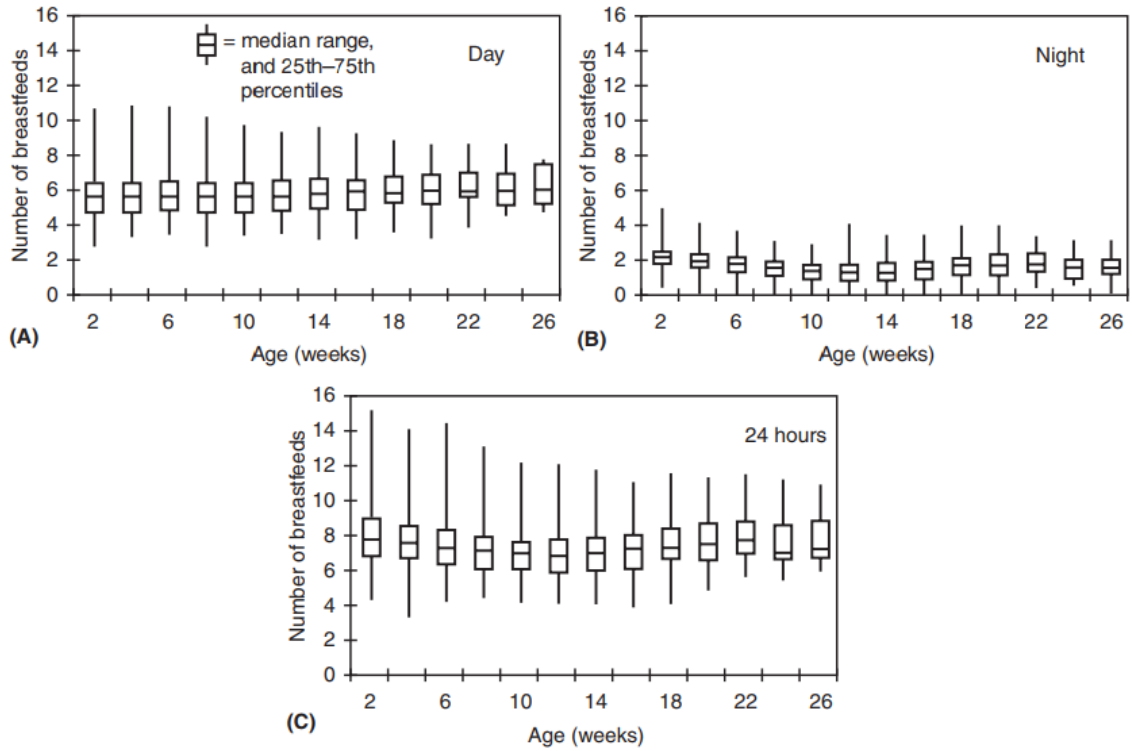 16
14
12
10
8
6
4
2
0
Number of breastfeeds
= median range,
and 25th–75th
percentiles
Day
2 6 10 14 18 22 26
(A)
Age (weeks)
16
14
12
10
8
6
4
2
0
Number of breastfeeds
Night
2 6 10 14 18 22 26
(B)
Age (weeks)
16
14
12
10
8
6
4
2
0
Number of breastfeeds
24 hours
2 6 10 14 18 22 26
(C)
Age (weeks)